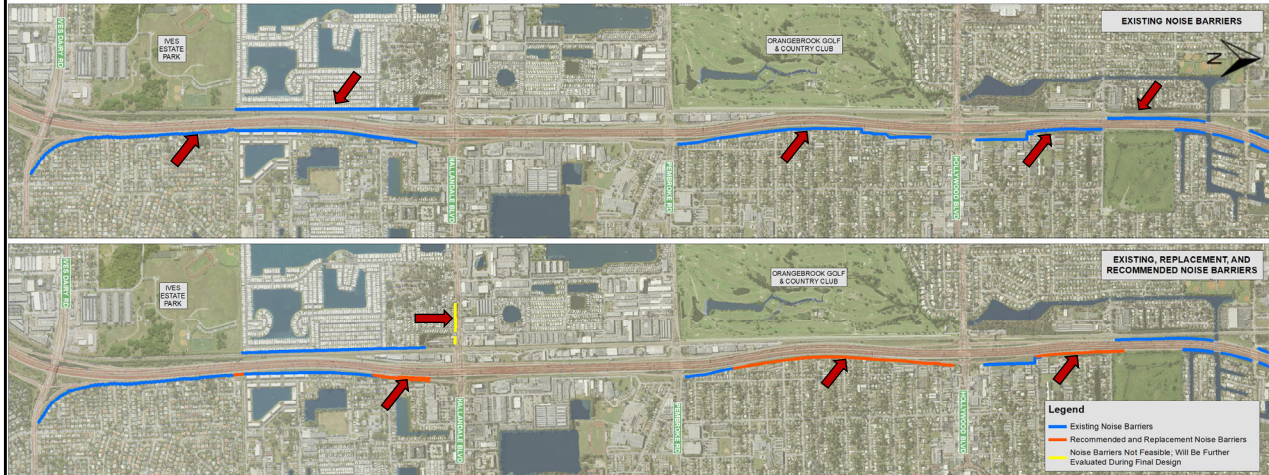 EXISTING NOISE BARRIERS
IVES DAIRY RD
IVES
ESTATE
PARK
HALLANDALE BLVD
PEMBROKE RD
ORANGEBROOK GOLF
& COUNTRY CLUB
HOLLYWOOD BLVD
N
EXISTING, REPLACEMENT, AND
RECOMMENDED NOISE BARRIERS
IVES DAIRY RD
IVES
ESTATE
PARK
HALLANDALE BLVD
PEMBROKE RD
ORANGEBROOK GOLF
& COUNTRY CLUB
HOLLYWOOD BLVD
Legend
Existing Noise Barriers
Recommended and Replacement Noise Barriers
Noise Barriers Not Feasible; Will Be Further
Evaluated During Final Design